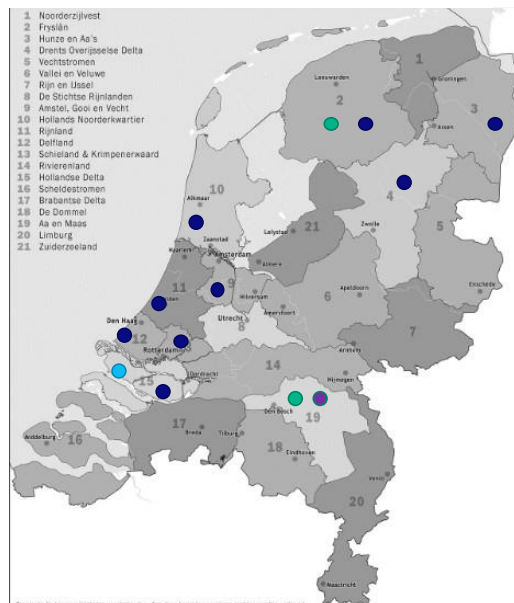 1 Noorderzijlvest
2 Fryslân
3 Hunze en Aa's
4 Drents Overijsselse Delta
5 Vechtstromen
6 Vallei en Veluwe
7 Rijn en IJssel
8 De Stichtse Rijnlanden
9 Amstel, Gooi en Vecht
10 Hollands Noorderkwartier
11 Rijnland
12 Delfland
13 Schieland & Krimpenerwaard
14 Rivierenland
15 Hollandse Delta
16 Scheldestromen
17 Brabantse Delta
18 De Dommel
19 Aa en Maas
20 Limburg
21 Zuiderzeeland
1
Leeuwarden
Groningen
2
3
Assen
10
4
Alkmaar
Zwolle
5
21
Lelystad
Zaanstad
Amsterdam
Haarlem
Almere
11
9
Hilversum
Apeldoorn
6
Enschede
Amersfoort
Den Haag
Utrecht
8
12
Rotterdam
7
Arnhem
Dordrecht
14
15
Nijmegen
Den Bosch
19
17
Breda
Tilburg
16
Middelburg
18
Eindhoven
Venlo
20
Maastricht